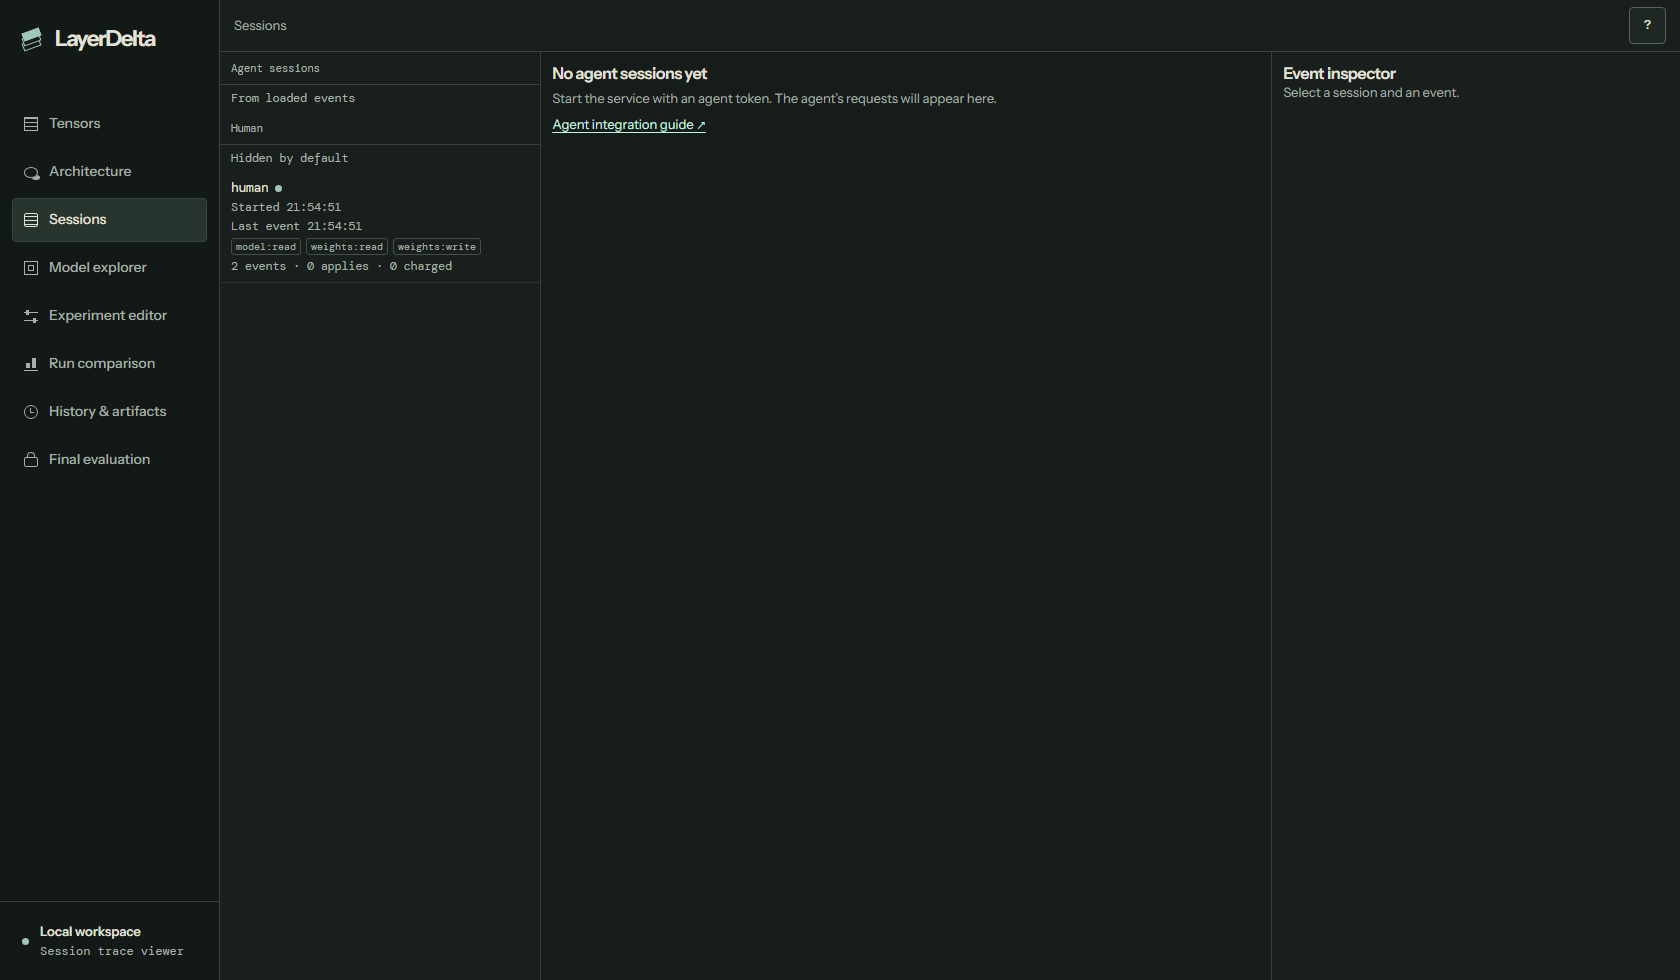 LayerDelta
Tensors
Architecture
Sessions
Model explorer
Experiment editor
Run comparison
History & artifacts
Final evaluation
Local workspace
Session trace viewer
Sessions
?
Agent sessions
From loaded events
Human
Hidden by default
human
Started 21:54:51
Last event 21:54:51
model:read weights:read weights:write
2 events · 0 applies · 0 charged
No agent sessions yet
Start the service with an agent token. The agent's requests will appear here.
Agent integration guide ↗
Event inspector
Select a session and an event.